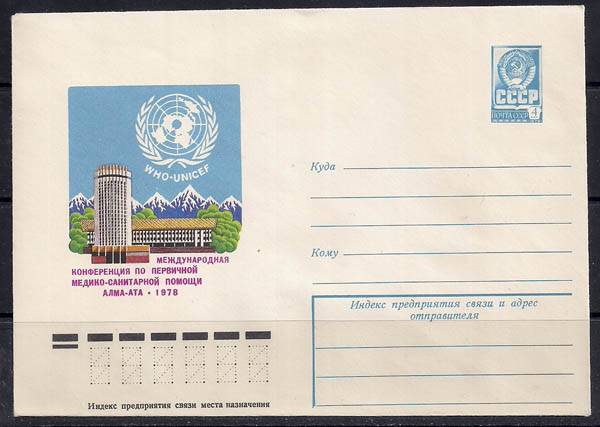 WHO-UNICEF
МЕЖДУНАРОДНАЯ
КОНФЕРЕНЦИЯ ПО ПЕРВИЧНОЙ
МЕДИКО-САНИТАРНОЙ ПОМОЩИ
АЛМА-АТА • 1978
СССР
ПОЧТА СССР 4
Куда
Кому
Индекс предприятия связи и адрес
отправителя
Индекс предприятия связи места назначения